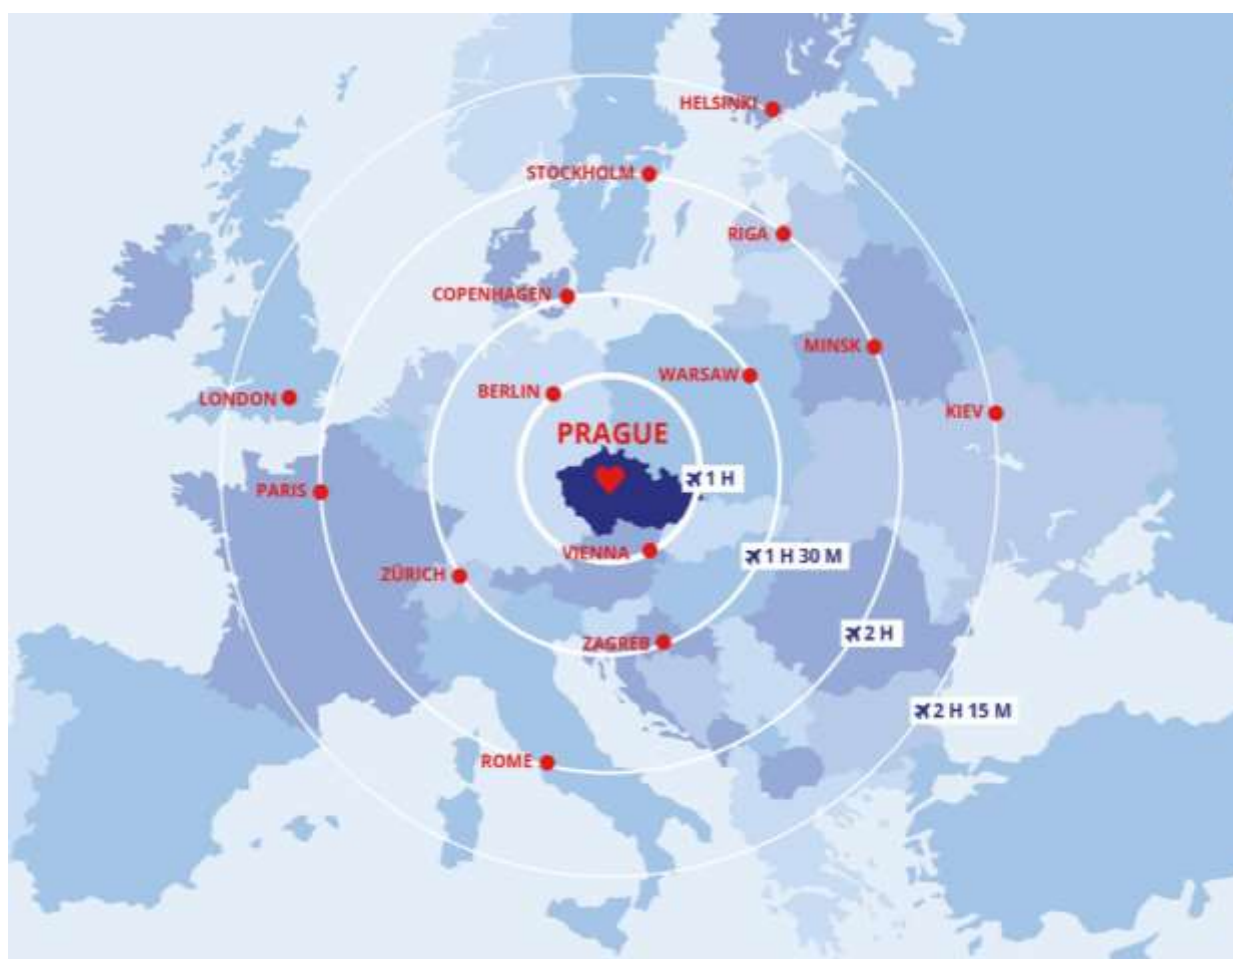 HELSINKI
STOCKHOLM
RIGA
COPENHAGEN
MINSK
WARSAW
BERLIN
LONDON
KIEV
PRAGUE
1 H
PARIS
VIENNA
1 H 30 M
ZÜRICH
2 H
ZAGREB
2 H 15 M
ROME